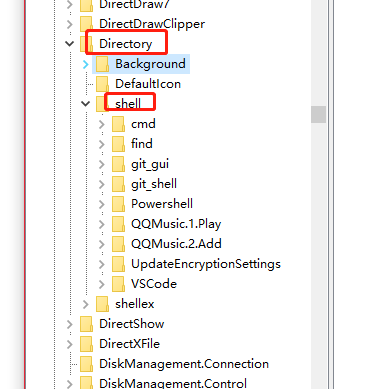 DirectDraw7
DirectDrawClipper
Directory
Background
DefaultIcon
shell
cmd
find
git_gui
git_shell
Powershell
QQMusic.1.Play
QQMusic.2.Add
UpdateEncryptionSettings
VSCode
shellex
DirectShow
DirectXFile
DiskManagement.Connection
DiskManagement.Control